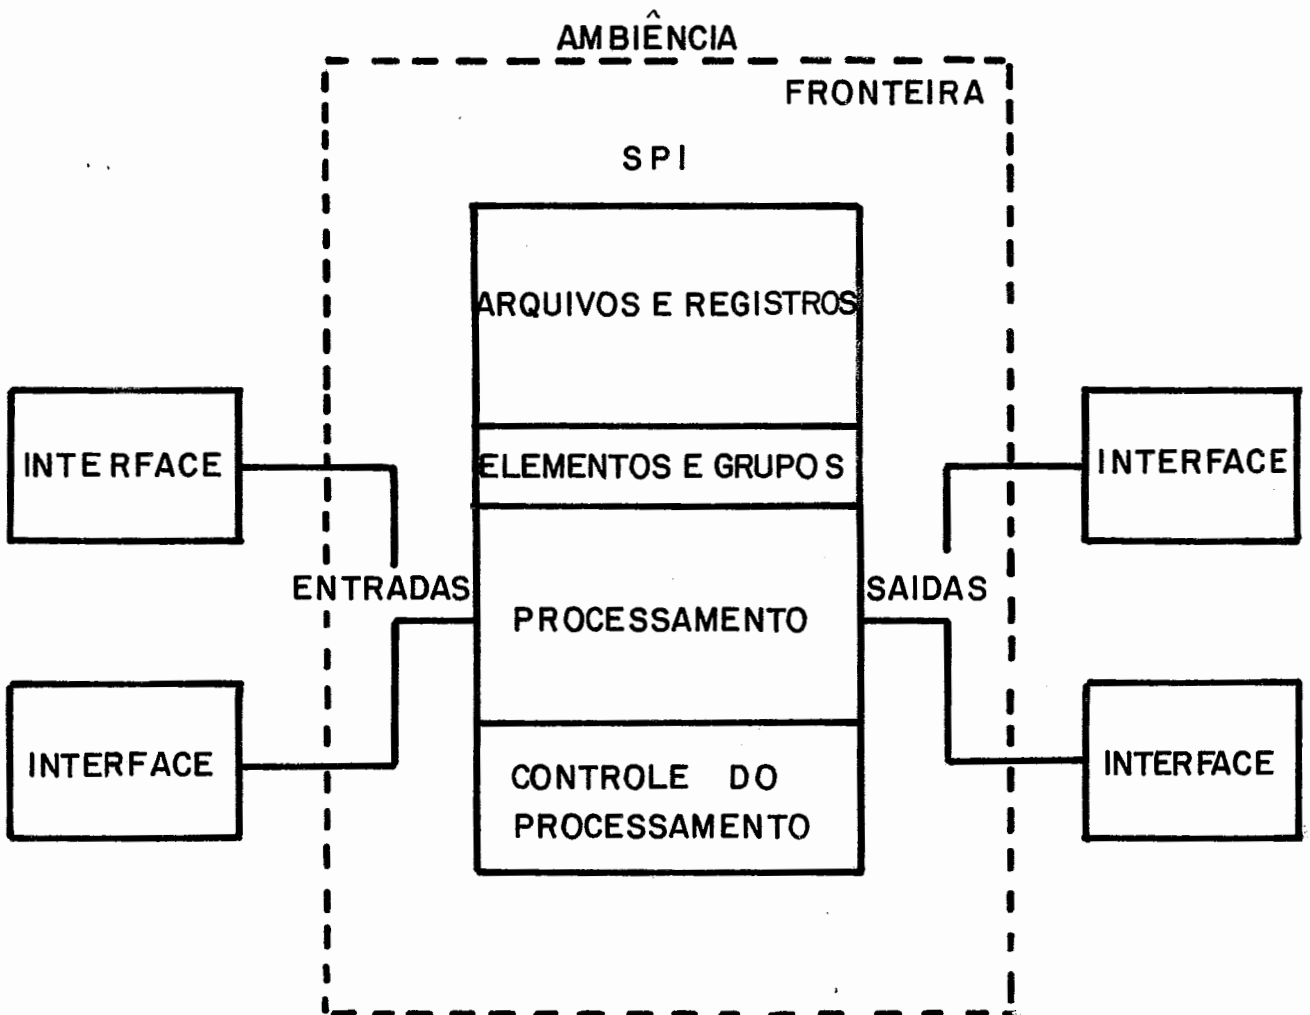 AMBIÊNCIA
FRONTEIRA
SPI
ARQUIVOS E REGISTROS
INTERFACE
ELEMENTOS E GRUPOS
INTERFACE
ENTRADAS
SAIDAS
PROCESSAMENTO
INTERFACE
CONTROLE DO
PROCESSAMENTO
INTERFACE